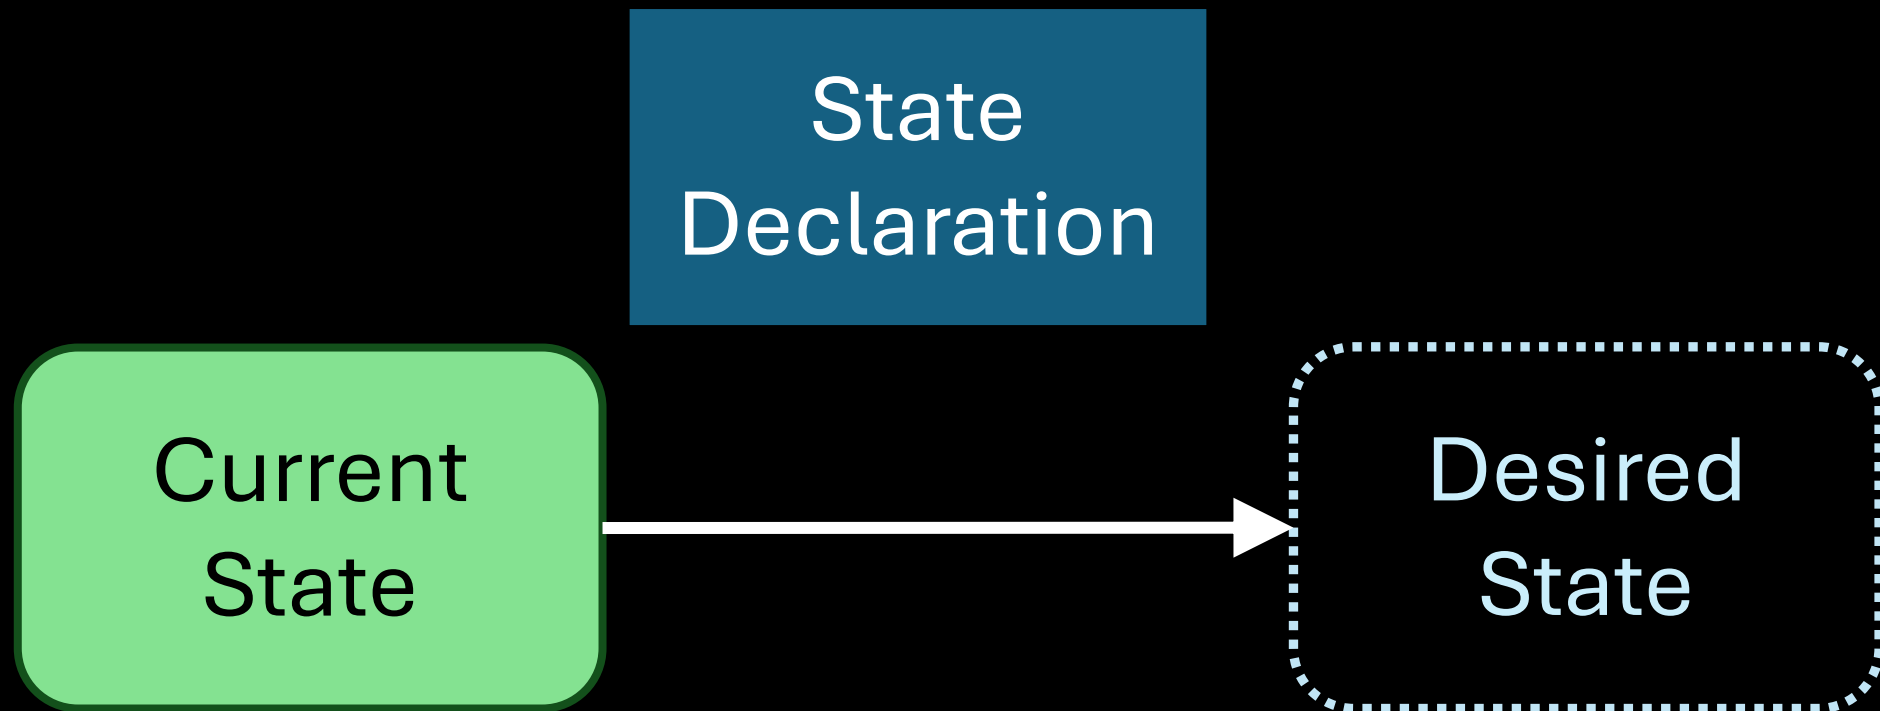 State
Declaration
Current
State
Desired
State